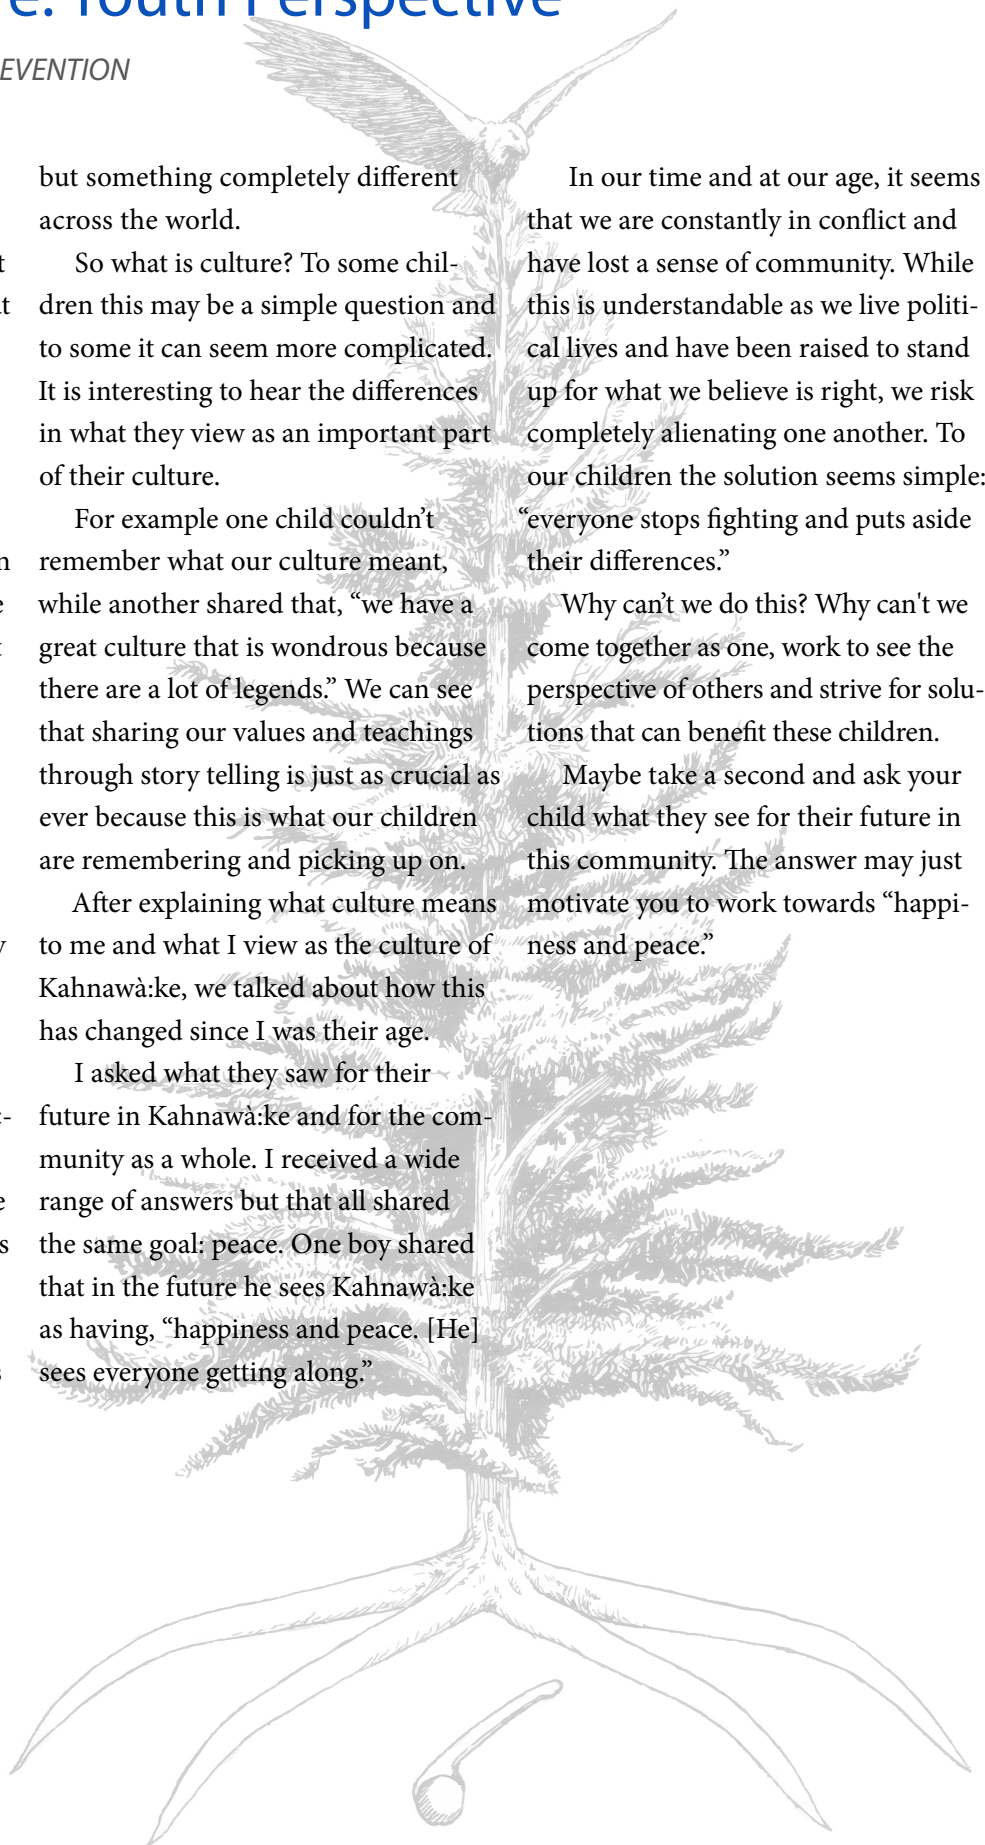 e: Youth Perspective
EVENTION
but something completely different
across the world.
So what is culture? To some chil-
dren this may be a simple question and
to some it can seem more complicated.
It is interesting to hear the differences
in what they view as an important part
of their culture.
For example one child couldn’t
remember what our culture meant,
while another shared that, “we have a
great culture that is wondrous because
there are a lot of legends.” We can see
that sharing our values and teachings
through story telling is just as crucial as
ever because this is what our children
are remembering and picking up on.
After explaining what culture means
to me and what I view as the culture of
Kahnawà:ke, we talked about how this
has changed since I was their age.
I asked what they saw for their
future in Kahnawà:ke and for the com-
munity as a whole. I received a wide
range of answers but that all shared
the same goal: peace. One boy shared
that in the future he sees Kahnawà:ke
as having, “happiness and peace. [He]
sees everyone getting along.”
In our time and at our age, it seems
that we are constantly in conflict and
have lost a sense of community. While
this is understandable as we live politi-
cal lives and have been raised to stand
up for what we believe is right, we risk
completely alienating one another. To
our children the solution seems simple:
“everyone stops fighting and puts aside
their differences.”
Why can’t we do this? Why can't we
come together as one, work to see the
perspective of others and strive for solu-
tions that can benefit these children.
Maybe take a second and ask your
child what they see for their future in
this community. The answer may just
motivate you to work towards “happi-
ness and peace.”